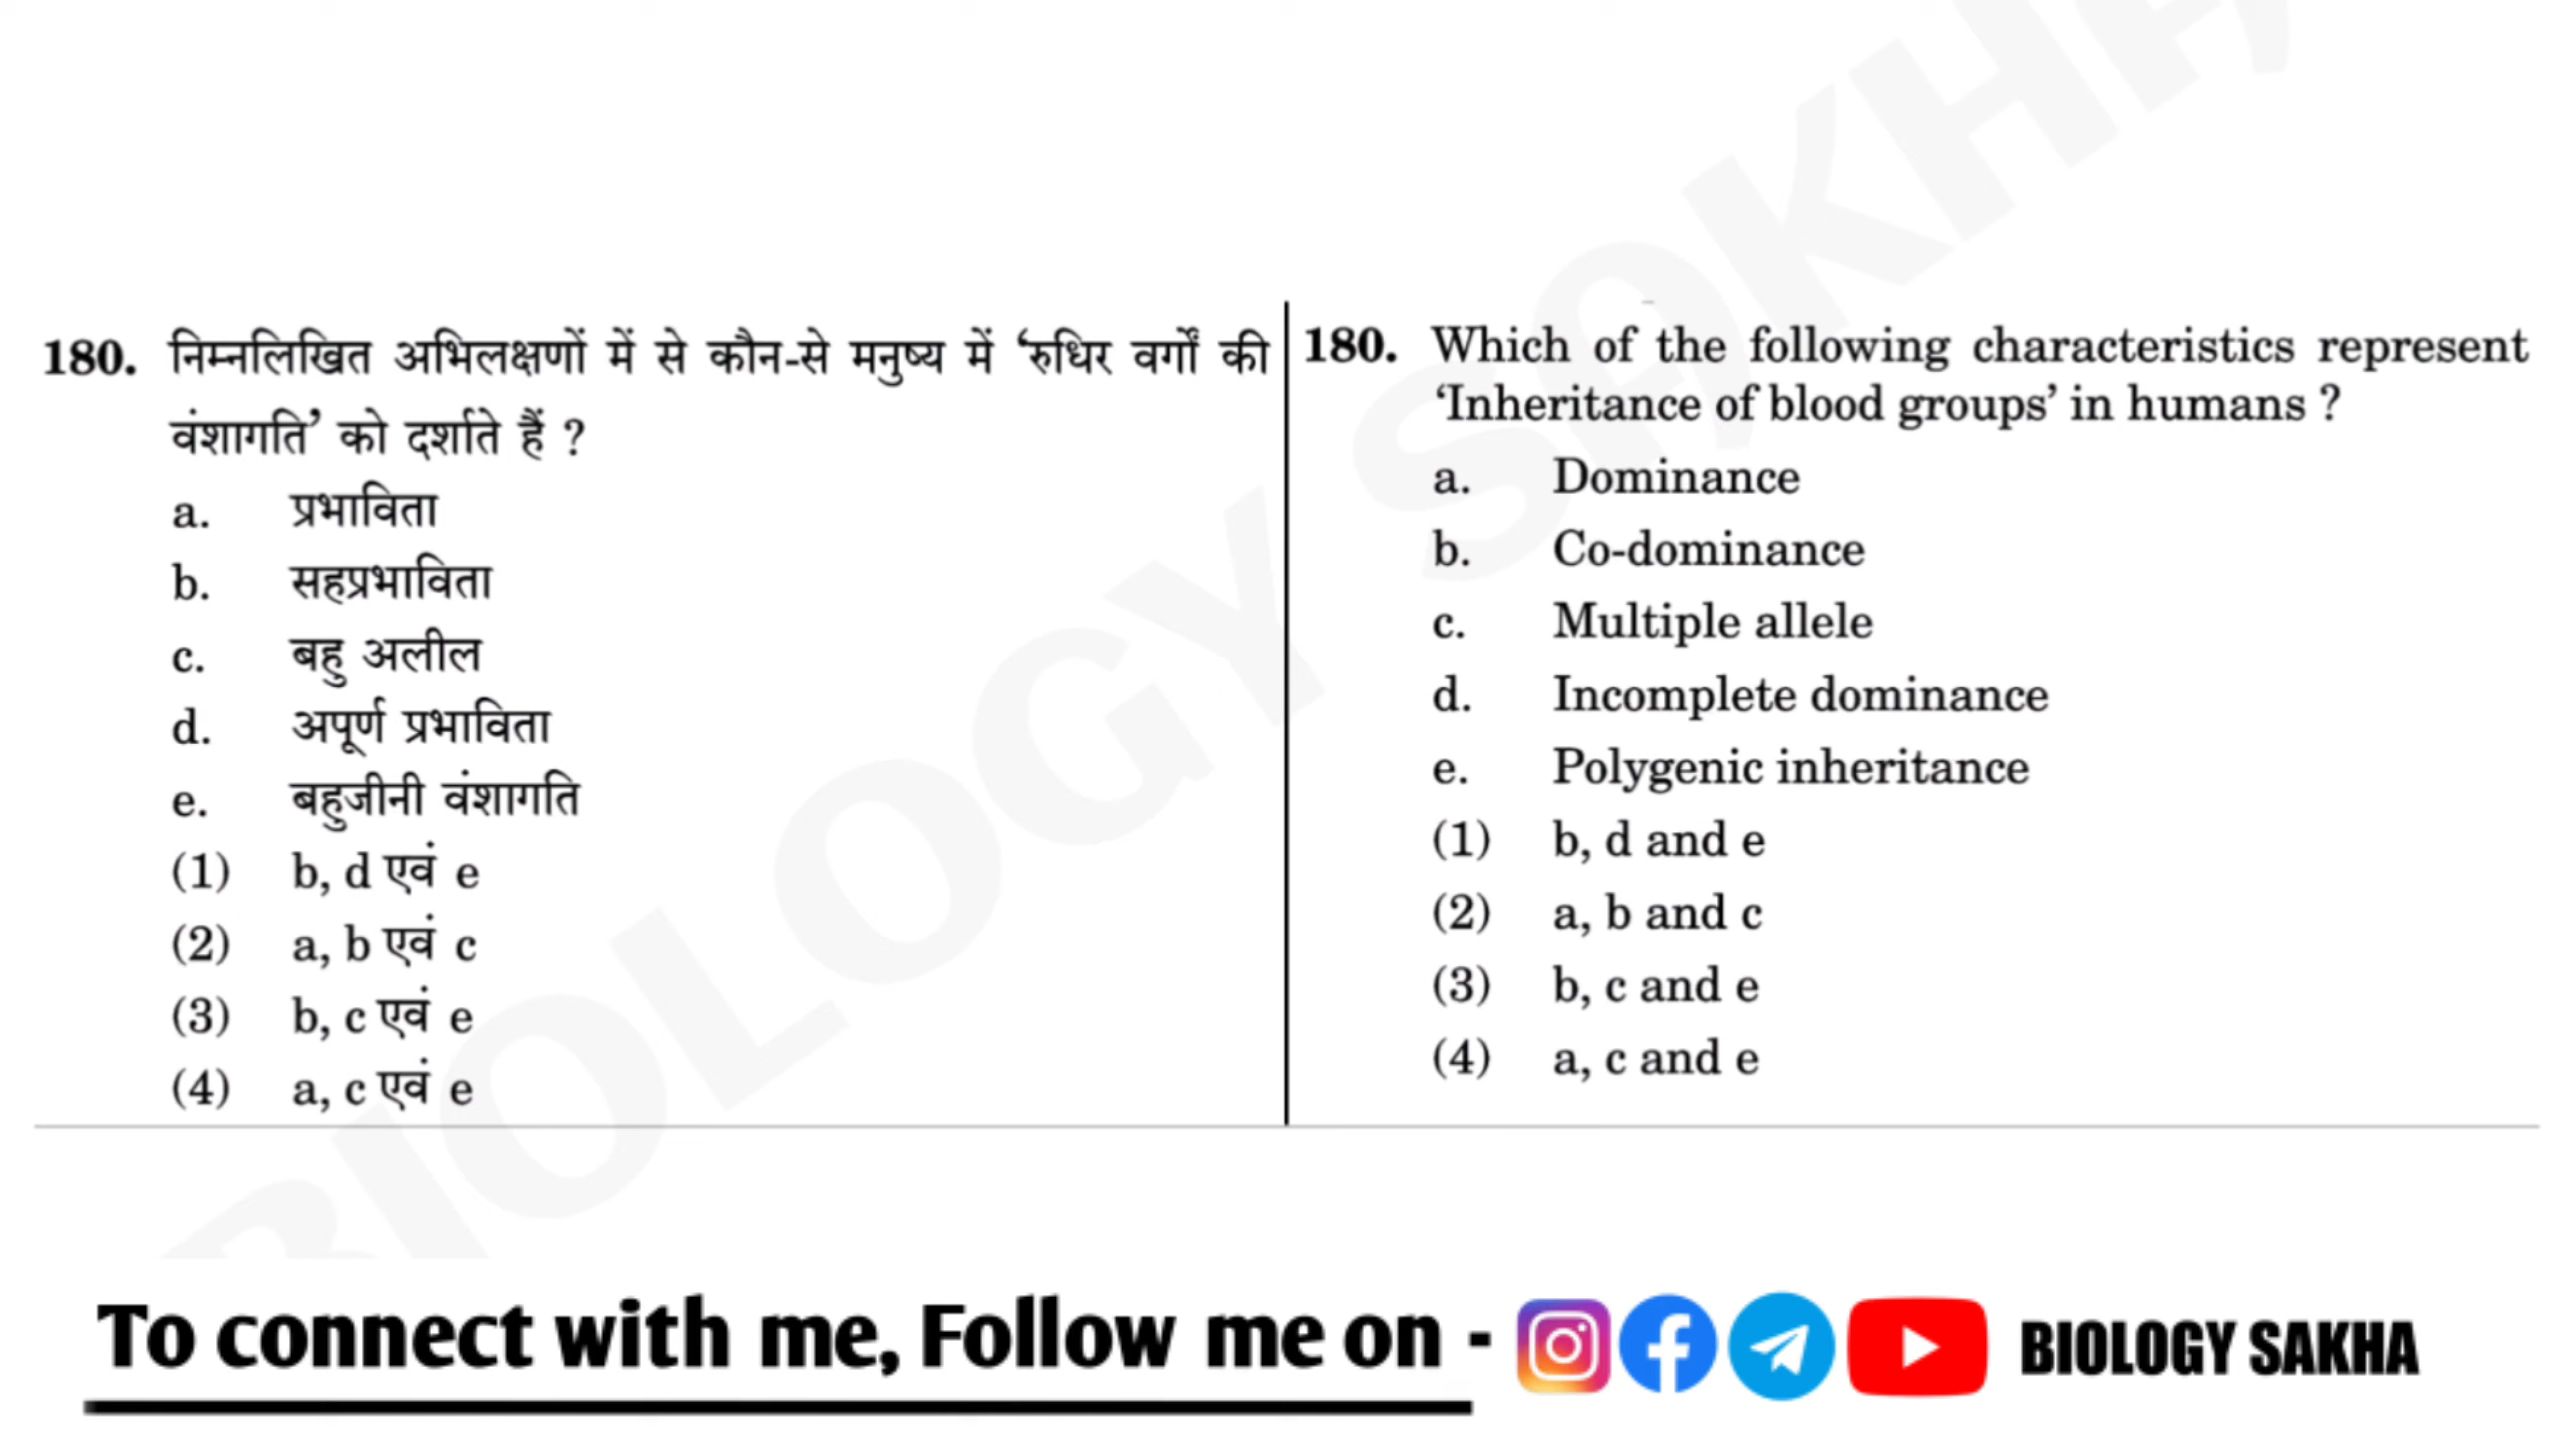 180. निम्नलिखित अभिलक्षणों में से कौन-से मनुष्य में ‘रुधिर वर्गों की
वंशागति’ को दर्शाते हैं ?
a. प्रभाविता
b. सहप्रभाविता
c. बहु अलील
d. अपूर्ण प्रभाविता
e. बहुजीनी वंशागति
(1) b, d एवं e
(2) a, b एवं c
(3) b, c एवं e
(4) a, c एवं e
180. Which of the following characteristics represent
‘Inheritance of blood groups’ in humans ?
a. Dominance
b. Co-dominance
c. Multiple allele
d. Incomplete dominance
e. Polygenic inheritance
(1) b, d and e
(2) a, b and c
(3) b, c and e
(4) a, c and e
BIOLOGY SAKHA
To connect with me, Follow me on - BIOLOGY SAKHA